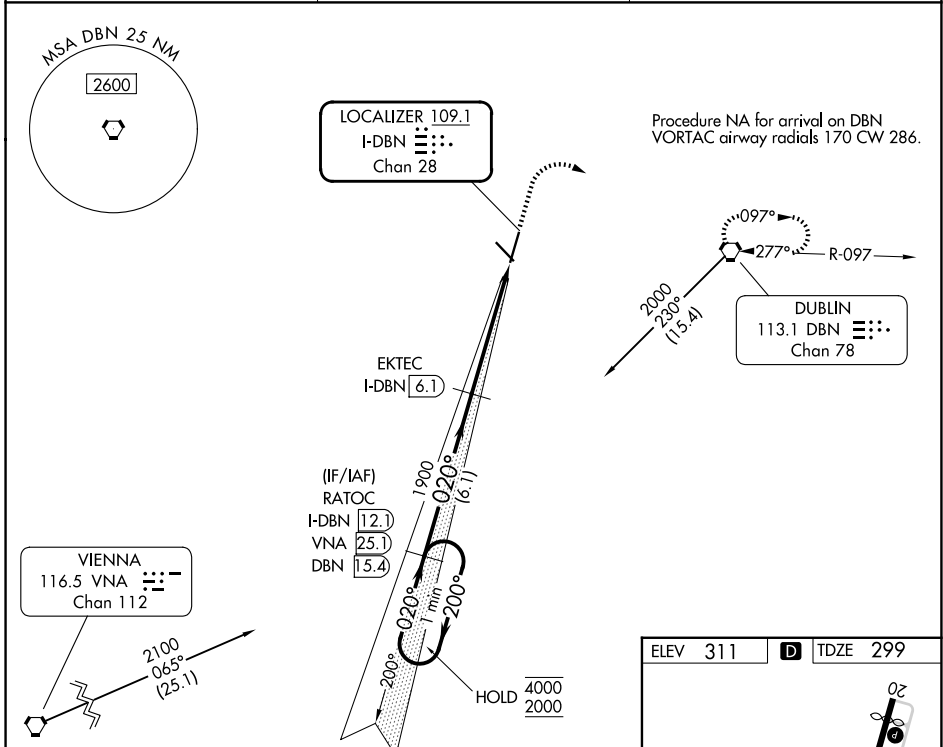 MSA DBN 25 NM
2600
LOCALIZER 109.1
I-DBN
Chan 28
Procedure NA for arrival on DBN
VORTAC airway radials 170 CW 286.
097°
277°
R-097
2000
230°
(15.4)
DUBLIN
113.1 DBN
Chan 78
EKTEC
I-DBN 6.1
1900
020°
(6.1)
(IF/IAF)
RATOC
I-DBN 12.1
VNA 25.1
DBN 15.4
020°
1 min
200°
200°
HOLD 4000
2000
VIENNA
116.5 VNA
Chan 112
2100
065°
(25.1)
ELEV 311 D TDZE 299
20
P